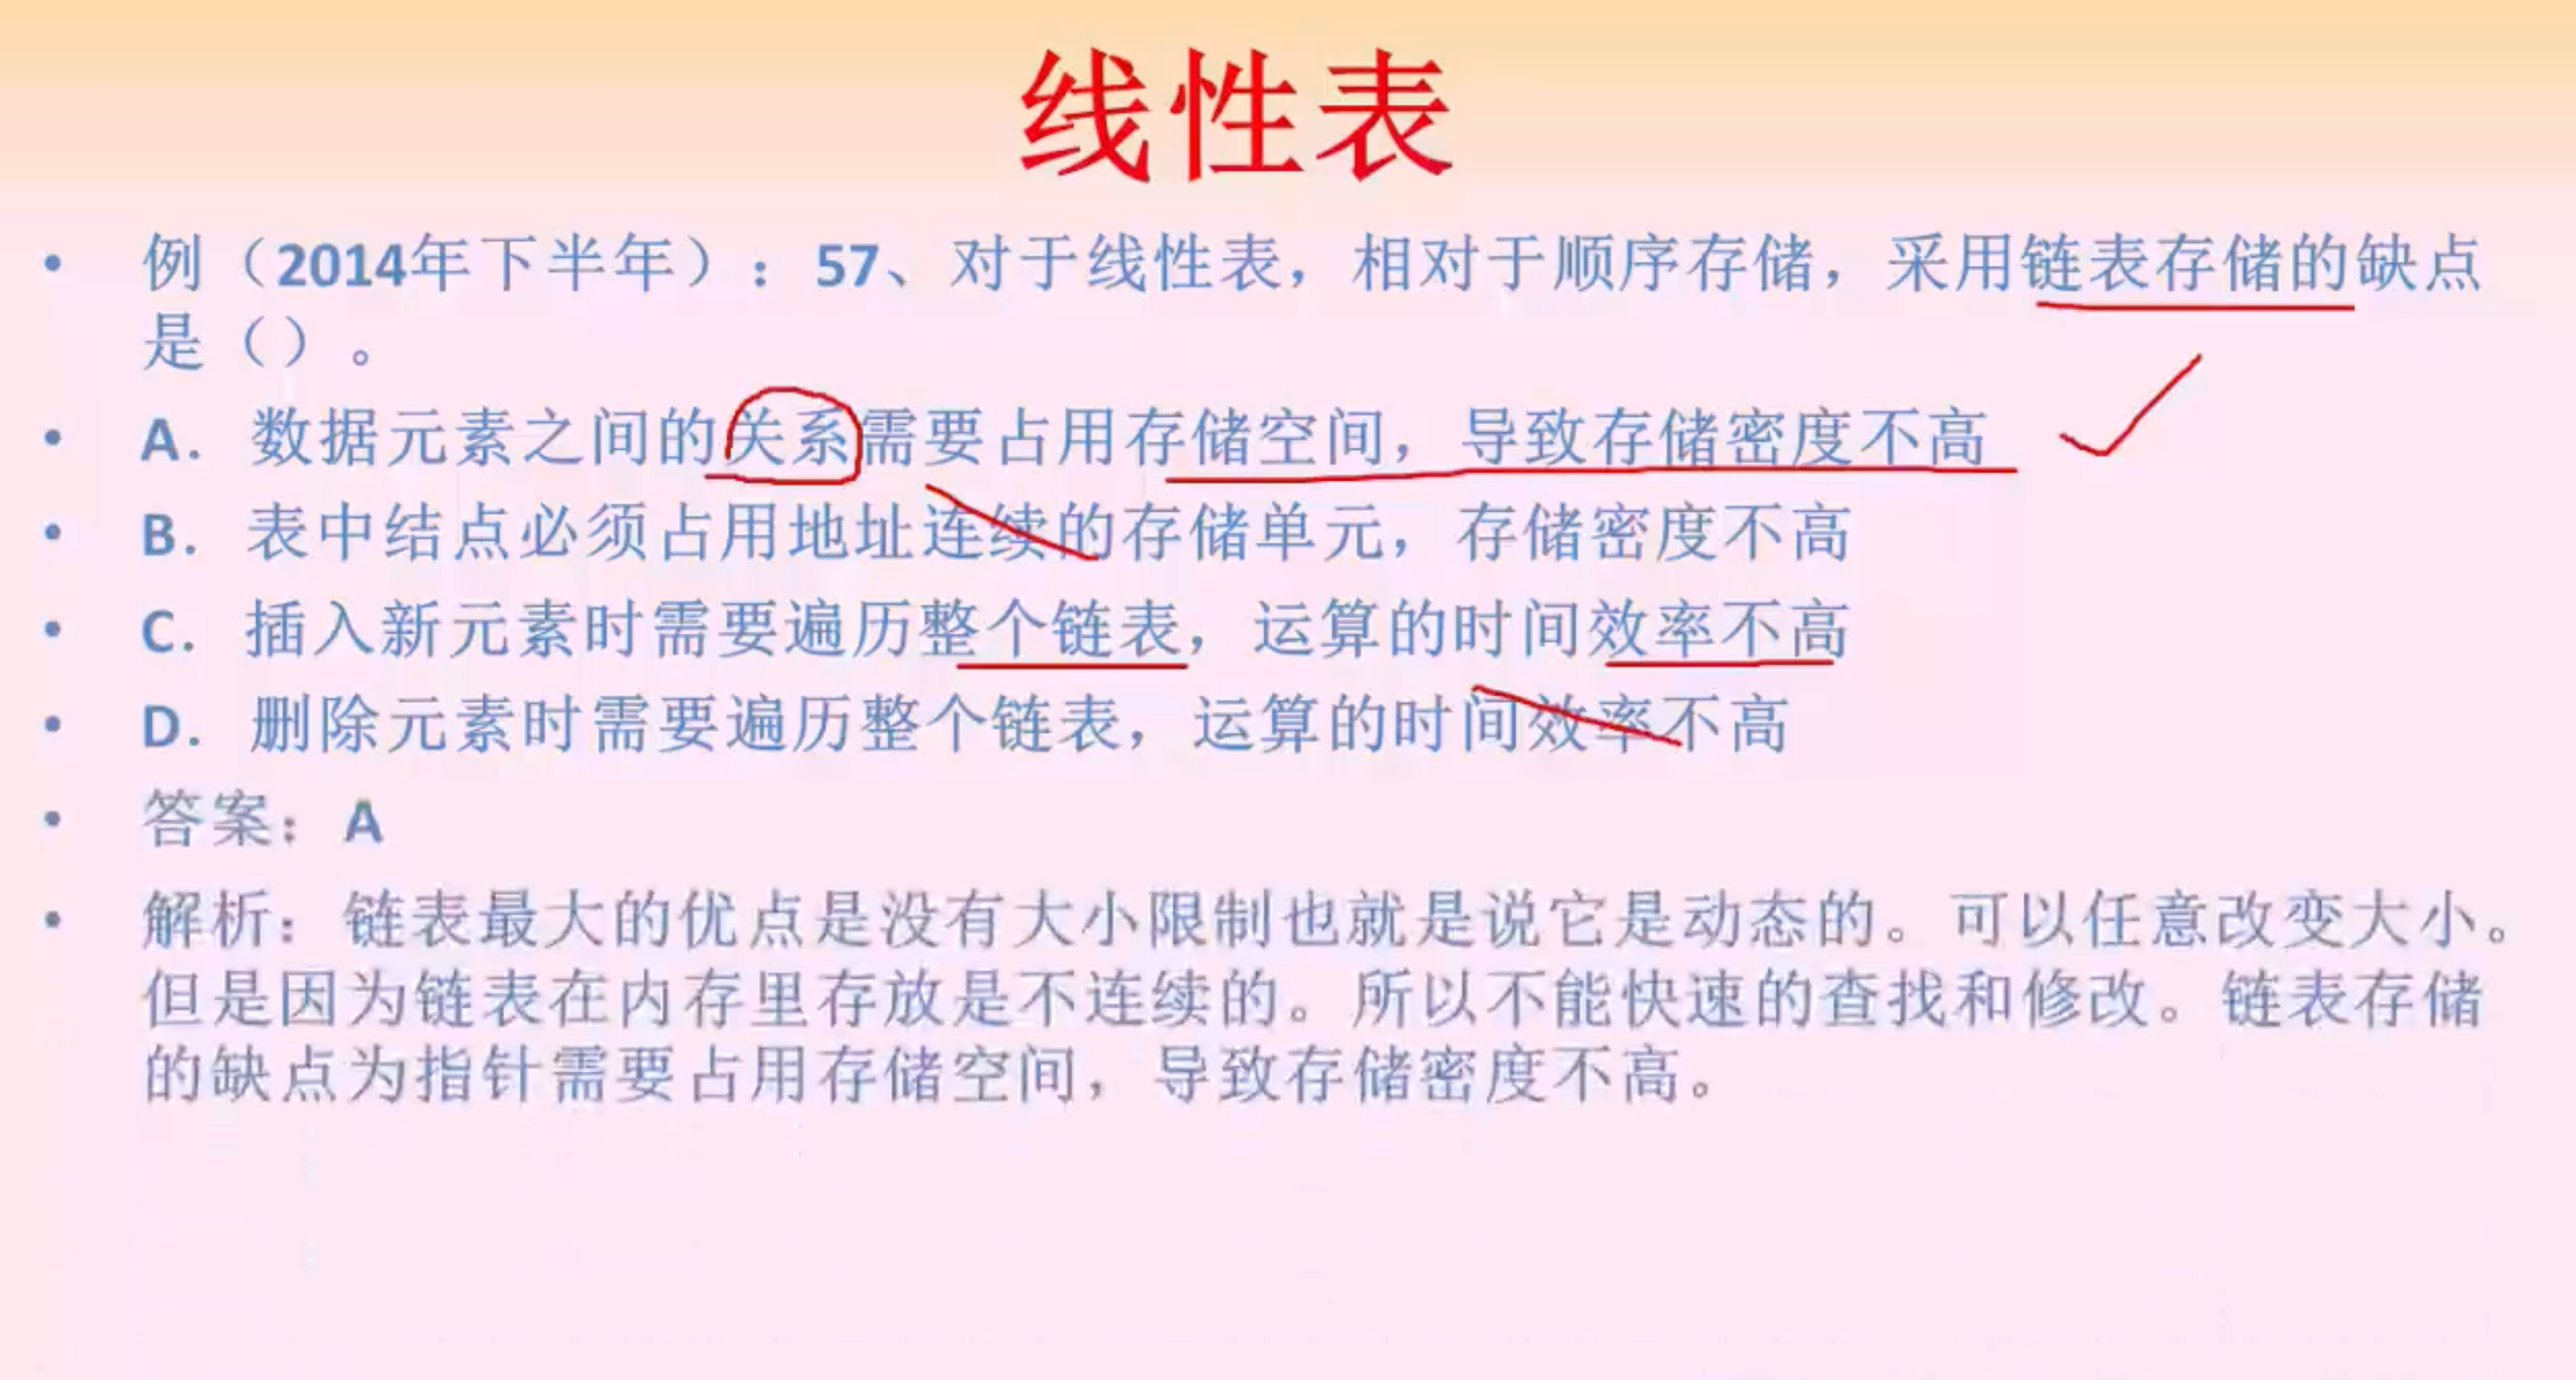 线性表
• 例（2014年下半年）：57、对于线性表，相对于顺序存储，采用链表存储的缺点
是（）。
• A. 数据元素之间的关系需要占用存储空间，导致存储密度不高
• B. 表中结点必须占用地址连续的存储单元，存储密度不高
• C. 插入新元素时需要遍历整个链表，运算的时间效率不高
• D. 删除元素时需要遍历整个链表，运算的时间效率不高
• 答案：A
• 解析：链表最大的优点是没有大小限制也就是说它是动态的。可以任意改变大小。
但是因为链表在内存里存放是不连续的。所以不能快速的查找和修改。链表存储
的缺点为指针需要占用存储空间，导致存储密度不高。